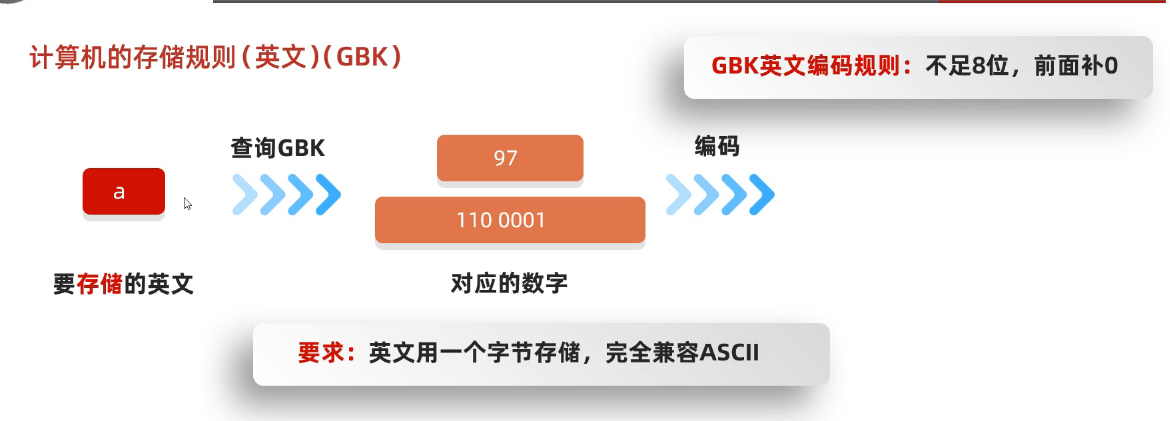 计算机的存储规则（英文）（GBK）
GBK英文编码规则：不足8位，前面补0
查询GBK
编码
a
97
110 0001
要存储的英文
对应的数字
要求：英文用一个字节存储，完全兼容ASCII